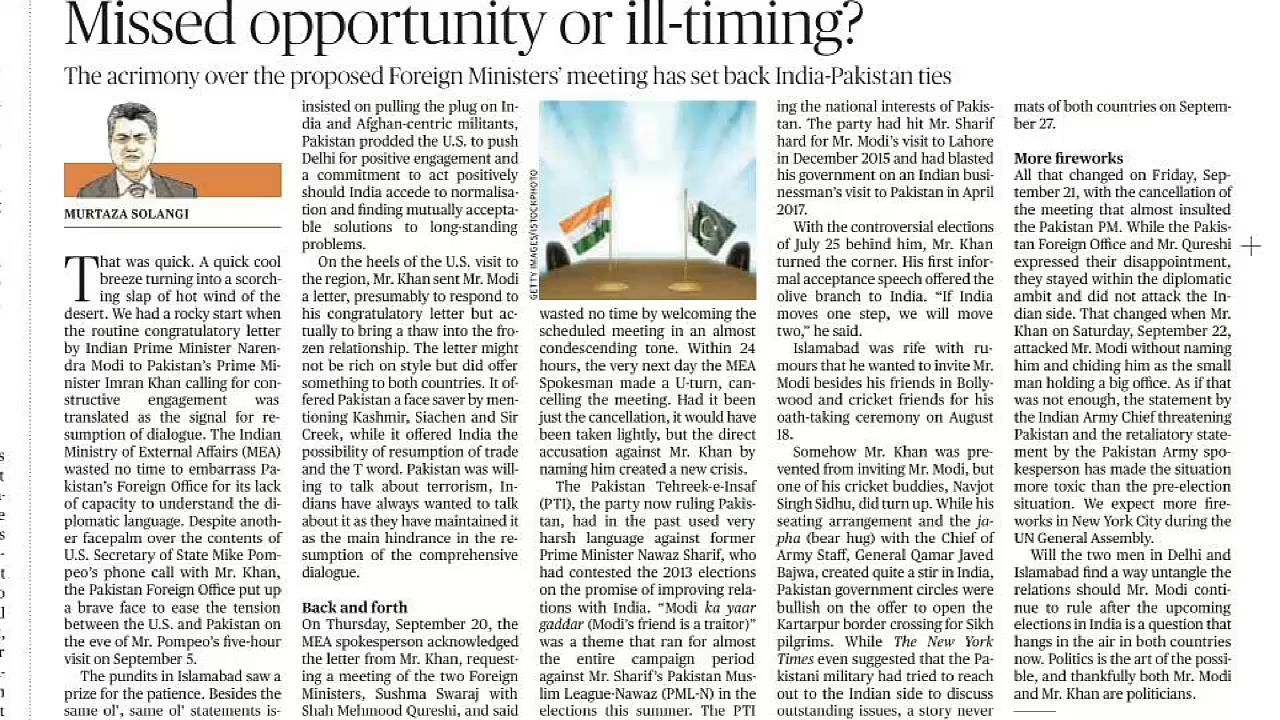 Missed opportunity or ill-timing?
The acrimony over the proposed Foreign Ministers' meeting has set back India-Pakistan ties
MURTAZA SOLANGI
That was quick. A quick cool
breeze turning into a scorch-
ing slap of hot wind of the
desert. We had a rocky start when
the routine congratulatory letter
by Indian Prime Minister Naren-
dra Modi to Pakistan's Prime Mi-
nister Imran Khan calling for con-
structive engagement was
translated as the signal for re-
sumption of dialogue. The Indian
Ministry of External Affairs (MEA)
wasted no time to embarrass Pa-
kistan's Foreign Office for its lack
of capacity to understand the di-
plomatic language. Despite anoth-
er facepalm over the contents of
U.S. Secretary of State Mike Pom-
peo's phone call with Mr. Khan,
the Pakistan Foreign Office put up
a brave face to ease the tension
between the U.S. and Pakistan on
the eve of Mr. Pompeo's five-hour
visit on September 5.
The pundits in Islamabad saw a
prize for the patience. Besides the
same ol', same ol' statements is-
insisted on pulling the plug on In-
dia and Afghan-centric militants,
Pakistan prodded the U.S. to push
Delhi for positive engagement and
a commitment to act positively
should India accede to normalisa-
tion and finding mutually accepta-
ble solutions to long-standing
problems.
On the heels of the U.S. visit to
the region, Mr. Khan sent Mr. Modi
a letter, presumably to respond to
his congratulatory letter but ac-
tually to bring a thaw into the fro-
zen relationship. The letter might
not be rich on style but did offer
something to both countries. It of-
fered Pakistan a face saver by men-
tioning Kashmir, Siachen and Sir
Creek, while it offered India the
possibility of resumption of trade
and the T word. Pakistan was will-
ing to talk about terrorism, In-
dians have always wanted to talk
about it as they have maintained it
as the main hindrance in the re-
sumption of the comprehensive
dialogue.
Back and forth
On Thursday, September 20, the
MEA spokesperson acknowledged
the letter from Mr. Khan, request-
ing a meeting of the two Foreign
Ministers, Sushma Swaraj with
Shah Mehmood Qureshi, and said
GETTY IMAGES/ISTOCKPHOTO
wasted no time by welcoming the
scheduled meeting in an almost
condescending tone. Within 24
hours, the very next day the MEA
Spokesman made a U-turn, can-
celling the meeting. Had it been
just the cancellation, it would have
been taken lightly, but the direct
accusation against Mr. Khan by
naming him created a new crisis.
The Pakistan Tehreek-e-Insaf
(PTI), the party now ruling Pakis-
tan, had in the past used very
harsh language against former
Prime Minister Nawaz Sharif, who
had contested the 2013 elections
on the promise of improving rela-
tions with India. "Modi ka yaar
gaddar (Modi's friend is a traitor)"
was a theme that ran for almost
the entire campaign period
against Mr. Sharif's Pakistan Mus-
lim League-Nawaz (PML-N) in the
elections this summer. The PTI
ing the national interests of Pakis-
tan. The party had hit Mr. Sharif
hard for Mr. Modi's visit to Lahore
in December 2015 and had blasted
his government on an Indian busi-
nessman's visit to Pakistan in April
2017.
With the controversial elections
of July 25 behind him, Mr. Khan
turned the corner. His first infor-
mal acceptance speech offered the
olive branch to India. "If India
moves one step, we will move
two," he said.
Islamabad was rife with ru-
mours that he wanted to invite Mr.
Modi besides his friends in Bolly-
wood and cricket friends for his
oath-taking ceremony on August
18.
Somehow Mr. Khan was pre-
vented from inviting Mr. Modi, but
one of his cricket buddies, Navjot
Singh Sidhu, did turn up. While his
seating arrangement and the ja-
pha (bear hug) with the Chief of
Army Staff, General Qamar Javed
Bajwa, created quite a stir in India,
Pakistan government circles were
bullish on the offer to open the
Kartarpur border crossing for Sikh
pilgrims. While The New York
Times even suggested that the Pa-
kistani military had tried to reach
out to the Indian side to discuss
outstanding issues, a story never
mats of both countries on Septem-
ber 27.
More fireworks
All that changed on Friday, Sep-
tember 21, with the cancellation of
the meeting that almost insulted
the Pakistan PM. While the Pakis-
tan Foreign Office and Mr. Qureshi
expressed their disappointment,
they stayed within the diplomatic
ambit and did not attack the In-
dian side. That changed when Mr.
Khan on Saturday, September 22,
attacked Mr. Modi without naming
him and chiding him as the small
man holding a big office. As if that
was not enough, the statement by
the Indian Army Chief threatening
Pakistan and the retaliatory state-
ment by the Pakistan Army spo-
kesperson has made the situation
more toxic than the pre-election
situation. We expect more fire-
works in New York City during the
UN General Assembly.
Will the two men in Delhi and
Islamabad find a way untangle the
relations should Mr. Modi conti-
nue to rule after the upcoming
elections in India is a question that
hangs in the air in both countries
now. Politics is the art of the possi-
ble, and thankfully both Mr. Modi
and Mr. Khan are politicians.